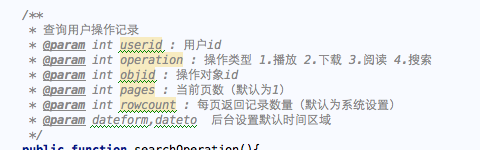 /**
* 查询用户操作记录
* @param int userid : 用户id
* @param int operation : 操作类型 1.播放 2.下载 3.阅读 4.搜索
* @param int objid : 操作对象id
* @param int pages : 当前页数（默认为1）
* @param int rowcount : 每页返回记录数量（默认为系统设置）
* @param dateform,dateto 后台设置默认时间区域
*/
public function searchOperation(){